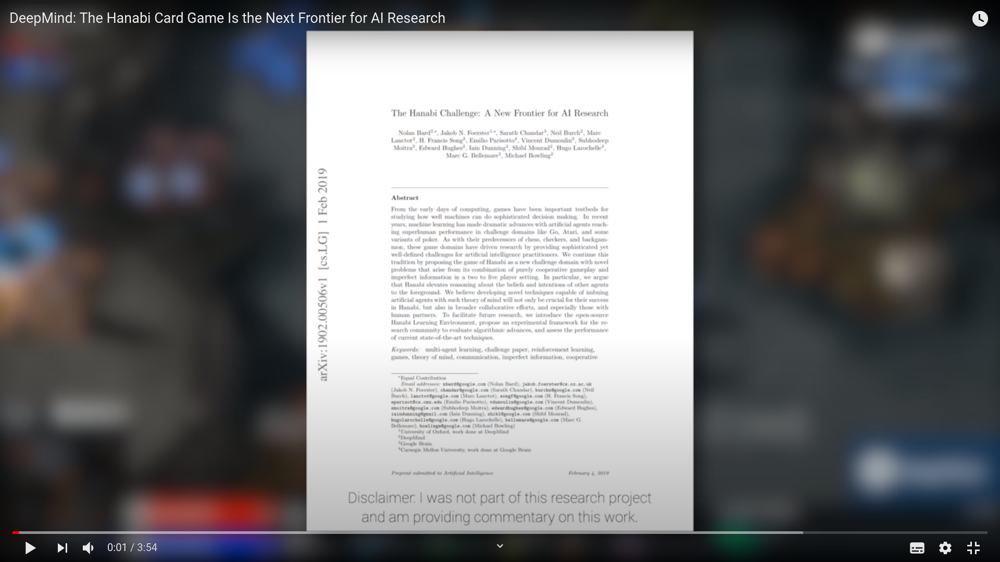 DeepMind: The Hanabi Card Game Is the Next Frontier for AI Research
The Hanabi Challenge: A New Frontier for AI Research
Nolan Bard2,*, Jakob N. Foerster1,*, Sarath Chandar3, Neil Burch2, Marc
Lanctot2, H. Francis Song2, Emilio Parisotto4, Vincent Dumoulin3, Subhodeep
Moitra3, Edward Hughes2, Iain Dunning2, Shibl Mourad2, Hugo Larochelle3,
Marc G. Bellemare3, Michael Bowling2
arXiv:1902.00506v1 [cs.LG] 1 Feb 2019
Abstract
From the early days of computing, games have been important testbeds for
studying how well machines can do sophisticated decision making. In recent
years, machine learning has made dramatic advances with artificial agents reach-
ing superhuman performance in challenge domains like Go, Atari, and some
variants of poker. As with their predecessors of chess, checkers, and backgam-
mon, these game domains have driven research by providing sophisticated yet
well-defined challenges for artificial intelligence practitioners. We continue this
tradition by proposing the game of Hanabi as a new challenge domain with novel
problems that arise from its combination of purely cooperative gameplay and
imperfect information in a two to five player setting. In particular, we argue
that Hanabi elevates reasoning about the beliefs and intentions of other agents
to the foreground. We believe developing novel techniques capable of imbuing
artificial agents with such theory of mind will not only be crucial for their success
in Hanabi, but also in broader collaborative efforts, and especially those with
human partners. To facilitate future research, we introduce the open-source
Hanabi Learning Environment, propose an experimental framework for the re-
search community to evaluate algorithmic advances, and assess the performance
of current state-of-the-art techniques.
Keywords: multi-agent learning, challenge paper, reinforcement learning,
games, theory of mind, communication, imperfect information, cooperative
*Equal Contribution
Email addresses: nbard@google.com (Nolan Bard), jakob.foerster@cs.ox.ac.uk
(Jakob N. Foerster), chandar@google.com (Sarath Chandar), burchn@google.com (Neil
Burch), lanctot@google.com (Marc Lanctot), songf@google.com (H. Francis Song),
eparisot@cs.cmu.edu (Emilio Parisotto), vdumoulin@google.com (Vincent Dumoulin),
smoitra@google.com (Subhodeep Moitra), edwardhughes@google.com (Edward Hughes),
iaindunning@gmail.com (Iain Dunning), shibl@google.com (Shibl Mourad),
hugolarochelle@google.com (Hugo Larochelle), bellemare@google.com (Marc G.
Bellemare), bowlingm@google.com (Michael Bowling)
1University of Oxford, work done at DeepMind
2DeepMind
3Google Brain
4Carnegie Mellon University, work done at Google Brain
Preprint submitted to Artificial Intelligence February 4, 2019
Disclaimer: I was not part of this research project
and am providing commentary on this work.
0:01 / 3:54